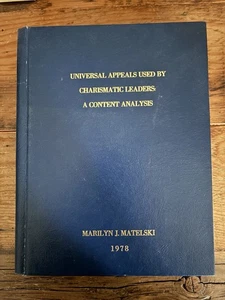 UNIVERSAL APPEALS USED BY
CHARISMATIC LEADERS:
A CONTENT ANALYSIS
MARILYN J. MATELSKI
1978